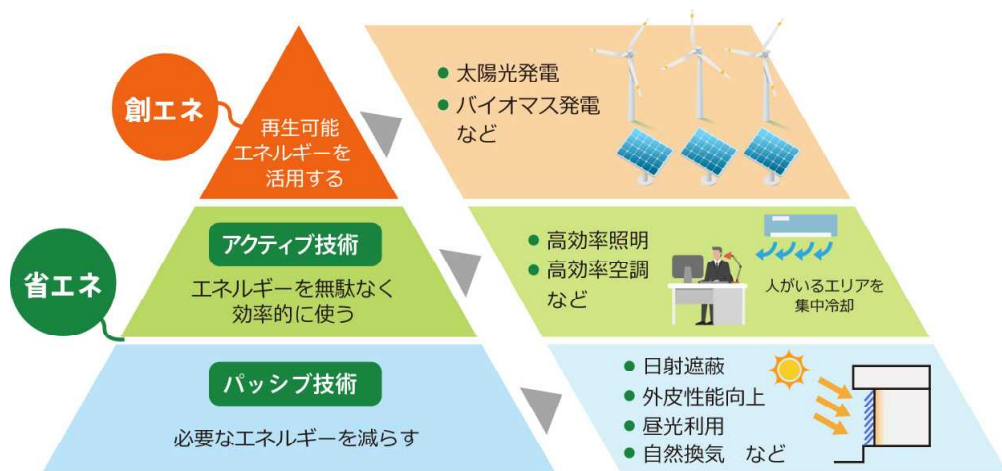 創エネ
再生可能
エネルギーを
活用する
太陽光発電
バイオマス発電
など
省エネ
アクティブ技術
エネルギーを無駄なく
効率的に使う
高効率照明
高効率空調
など
人がいるエリアを
集中冷却
パッシブ技術
必要なエネルギーを減らす
日射遮蔽
外皮性能向上
昼光利用
自然換気 など